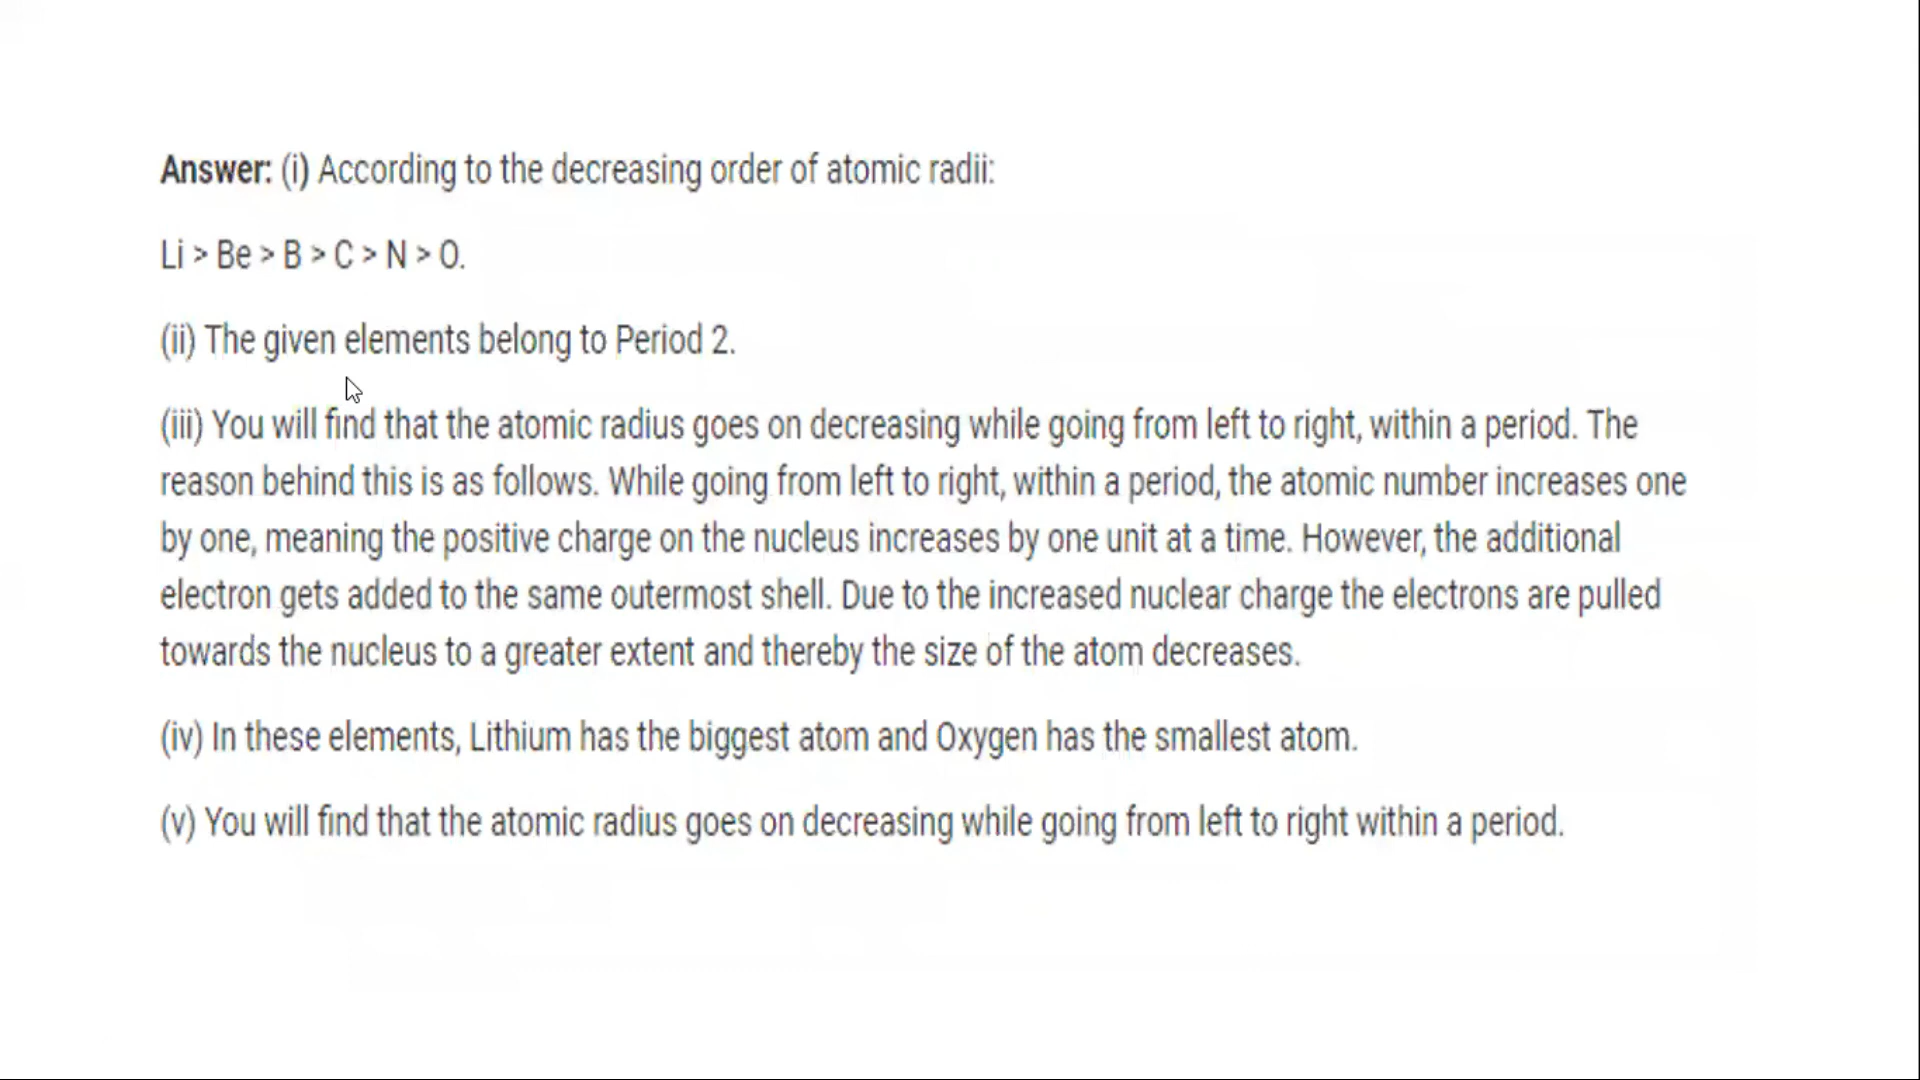 Answer: (i) According to the decreasing order of atomic radii:
Li > Be > B > C > N > O.
(ii) The given elements belong to Period 2.
(iii) You will find that the atomic radius goes on decreasing while going from left to right, within a period. The
reason behind this is as follows. While going from left to right, within a period, the atomic number increases one
by one, meaning the positive charge on the nucleus increases by one unit at a time. However, the additional
electron gets added to the same outermost shell. Due to the increased nuclear charge the electrons are pulled
towards the nucleus to a greater extent and thereby the size of the atom decreases.
(iv) In these elements, Lithium has the biggest atom and Oxygen has the smallest atom.
(v) You will find that the atomic radius goes on decreasing while going from left to right within a period.